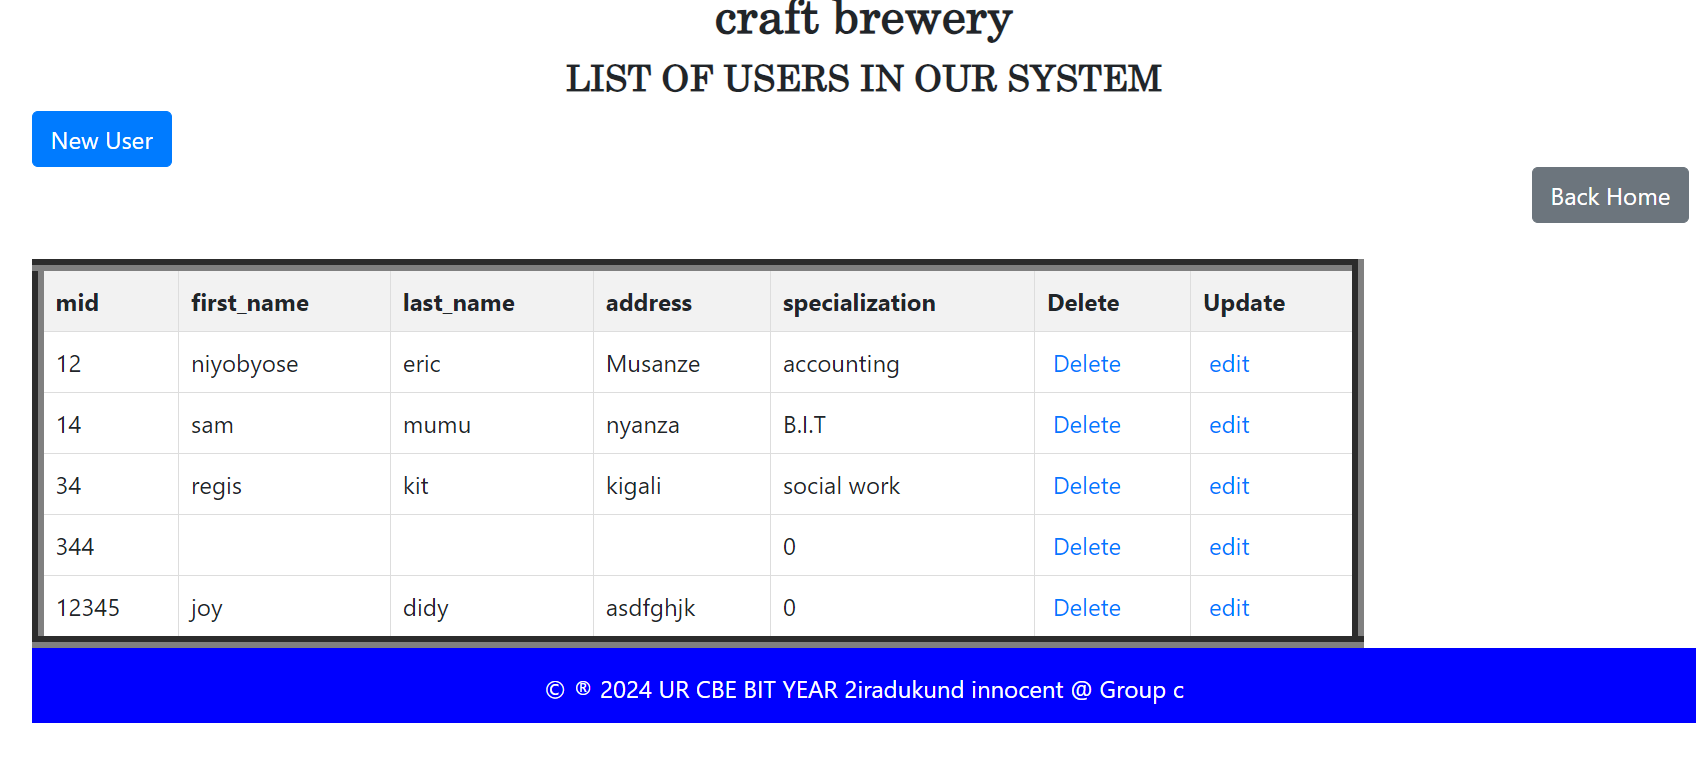 craft brewery
LIST OF USERS IN OUR SYSTEM
New User
Back Home
mid first_name last_name address specialization Delete Update
12 niyobyose eric Musanze accounting Delete edit
14 sam mumu nyanza B.I.T Delete edit
34 regis kit kigali social work Delete edit
344 0 Delete edit
12345 joy didy asdfghjk 0 Delete edit
© ® 2024 UR CBE BIT YEAR 2iradukund innocent @ Group c